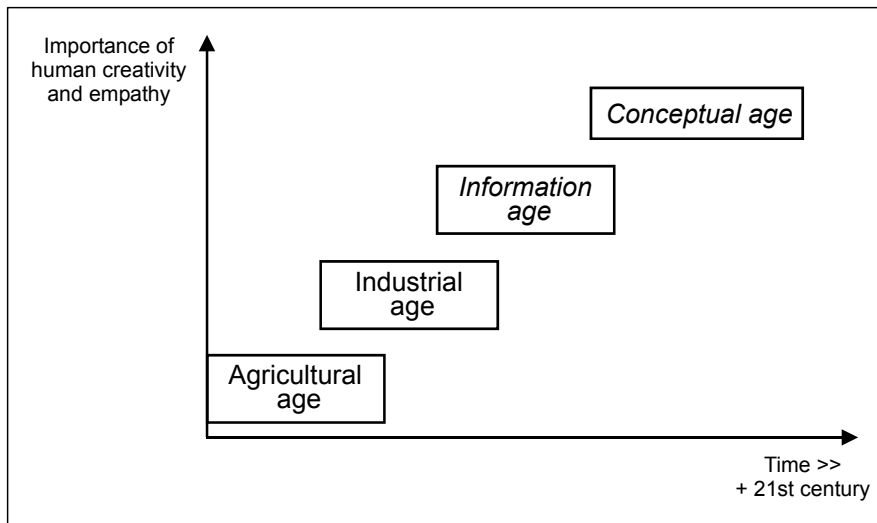 Importance of
human creativity
and empathy
Conceptual age
Information
age
Industrial
age
Agricultural
age
Time >>
+ 21st century